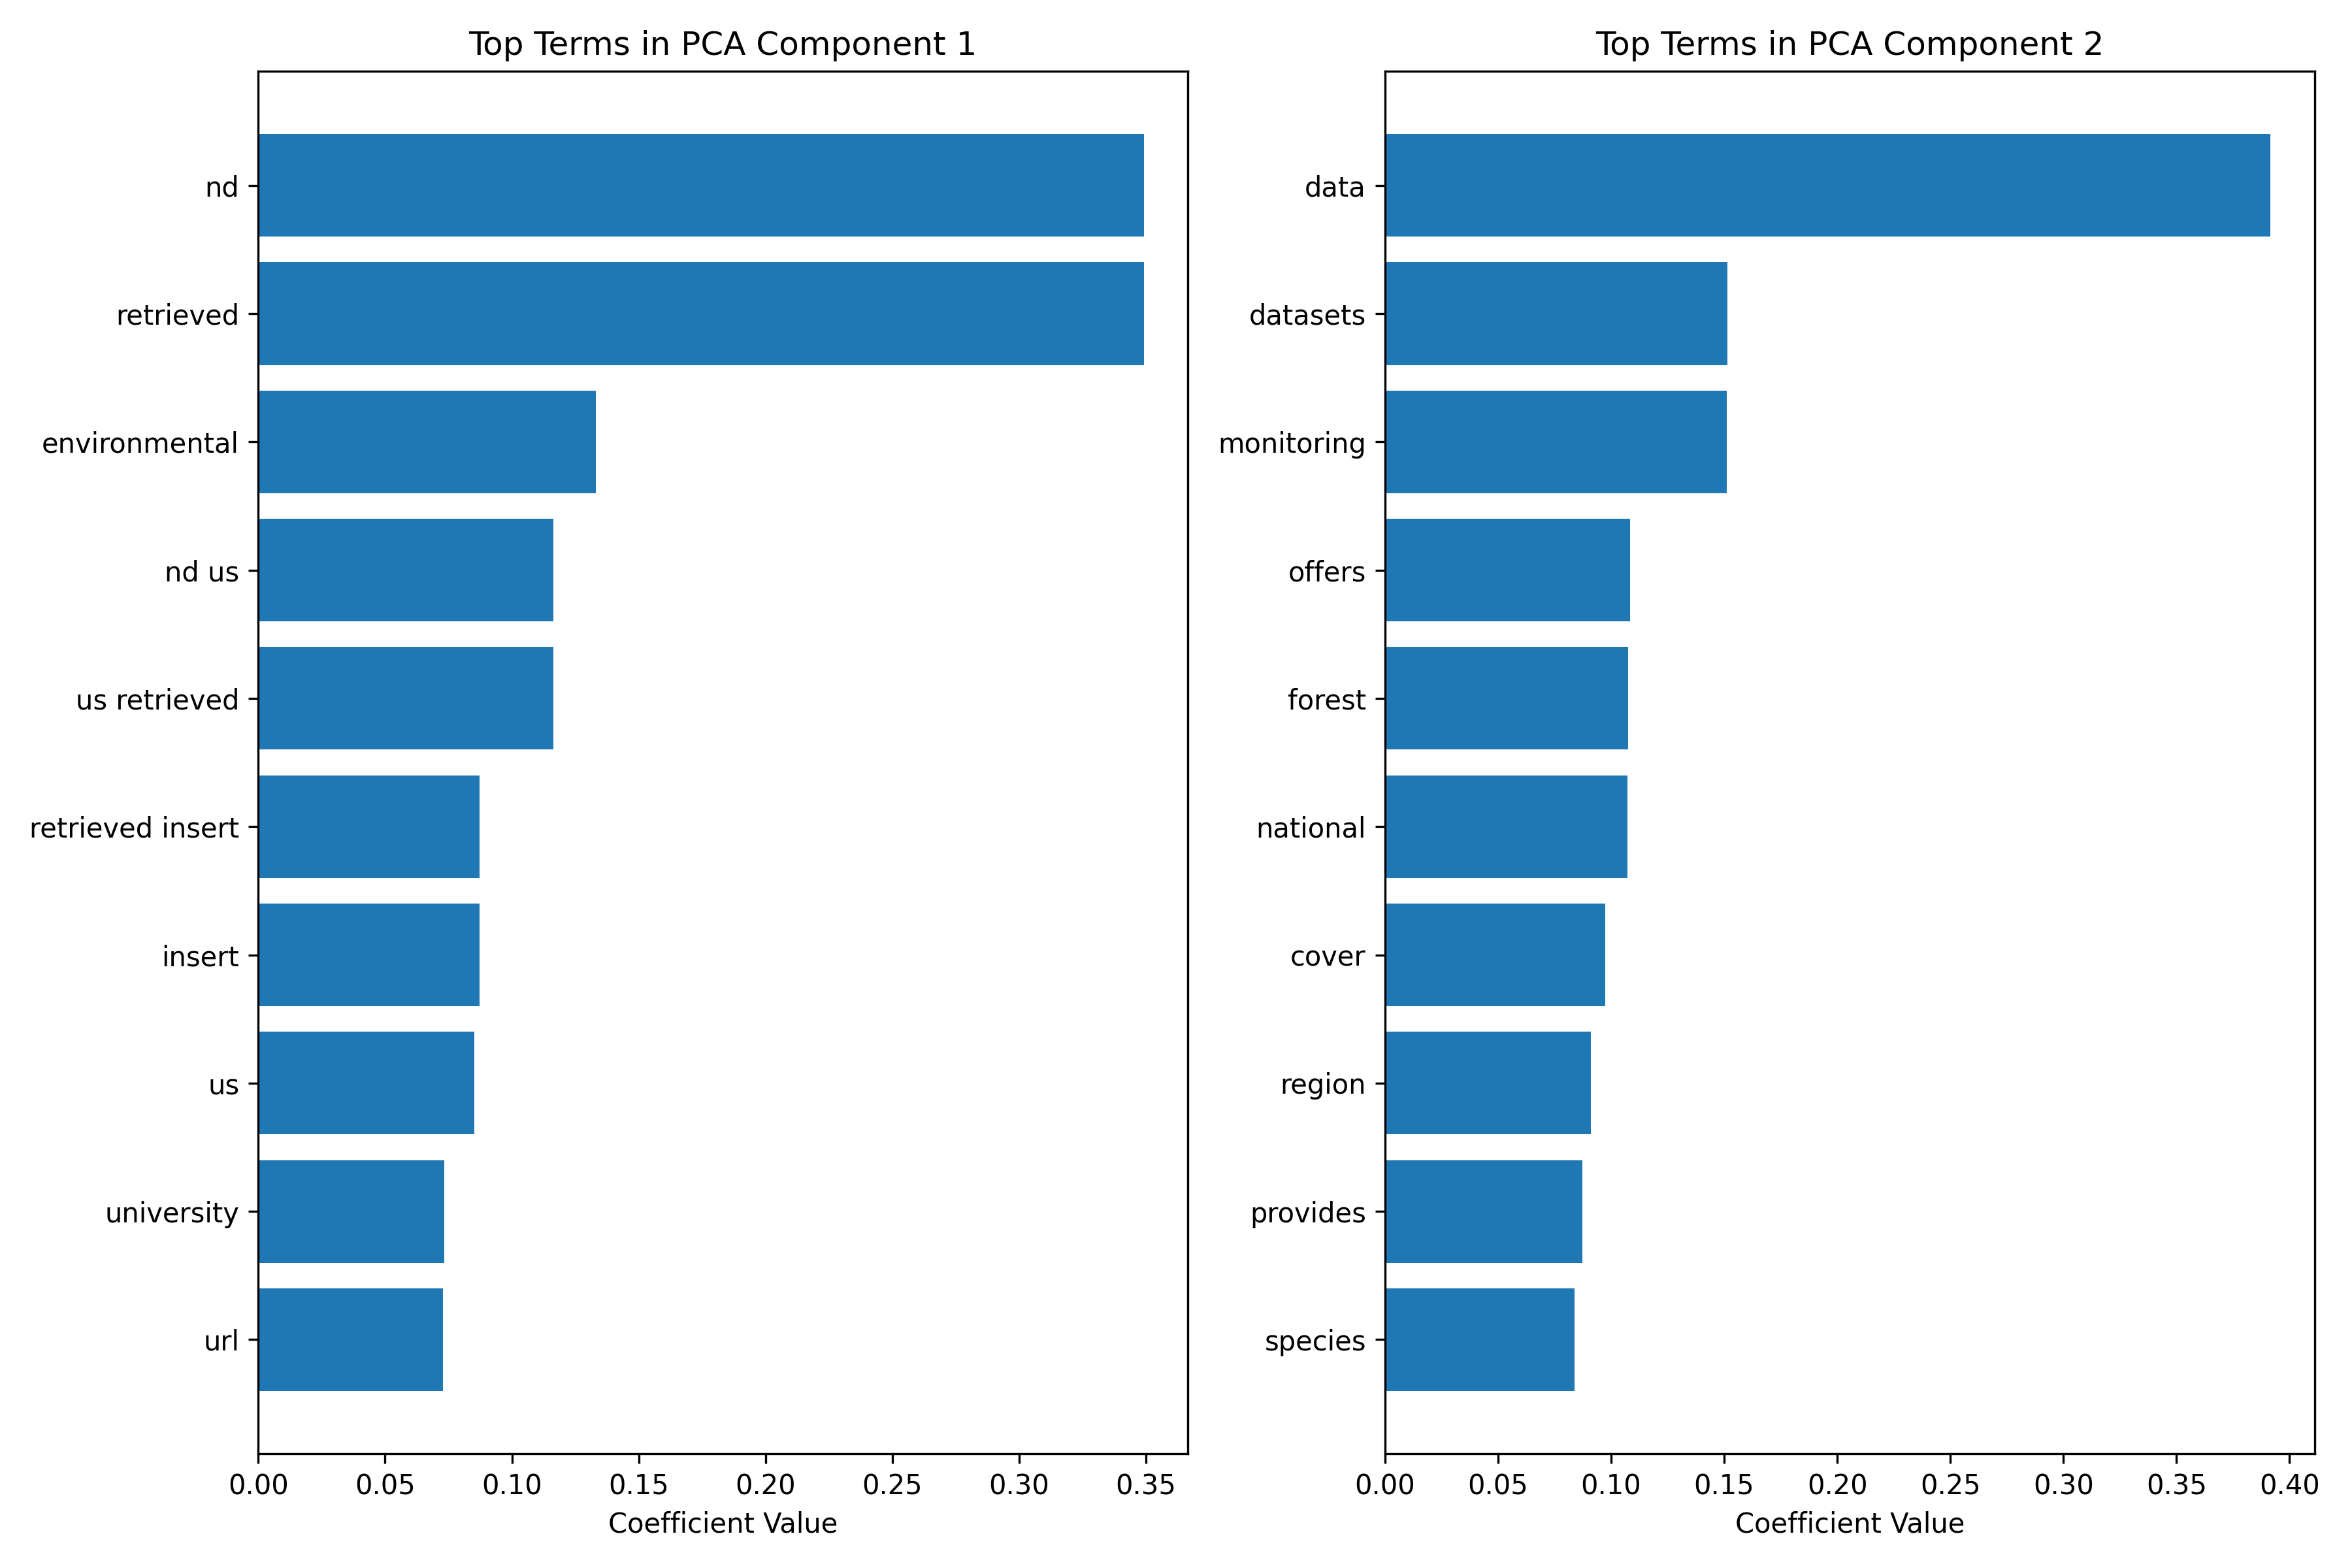 Top Terms in PCA Component 1
nd
retrieved
environmental
nd us
us retrieved
retrieved insert
insert
us
university
url
0.00 0.05 0.10 0.15 0.20 0.25 0.30 0.35
Coefficient Value
Top Terms in PCA Component 2
data
datasets
monitoring
offers
forest
national
cover
region
provides
species
0.00 0.05 0.10 0.15 0.20 0.25 0.30 0.35 0.40
Coefficient Value